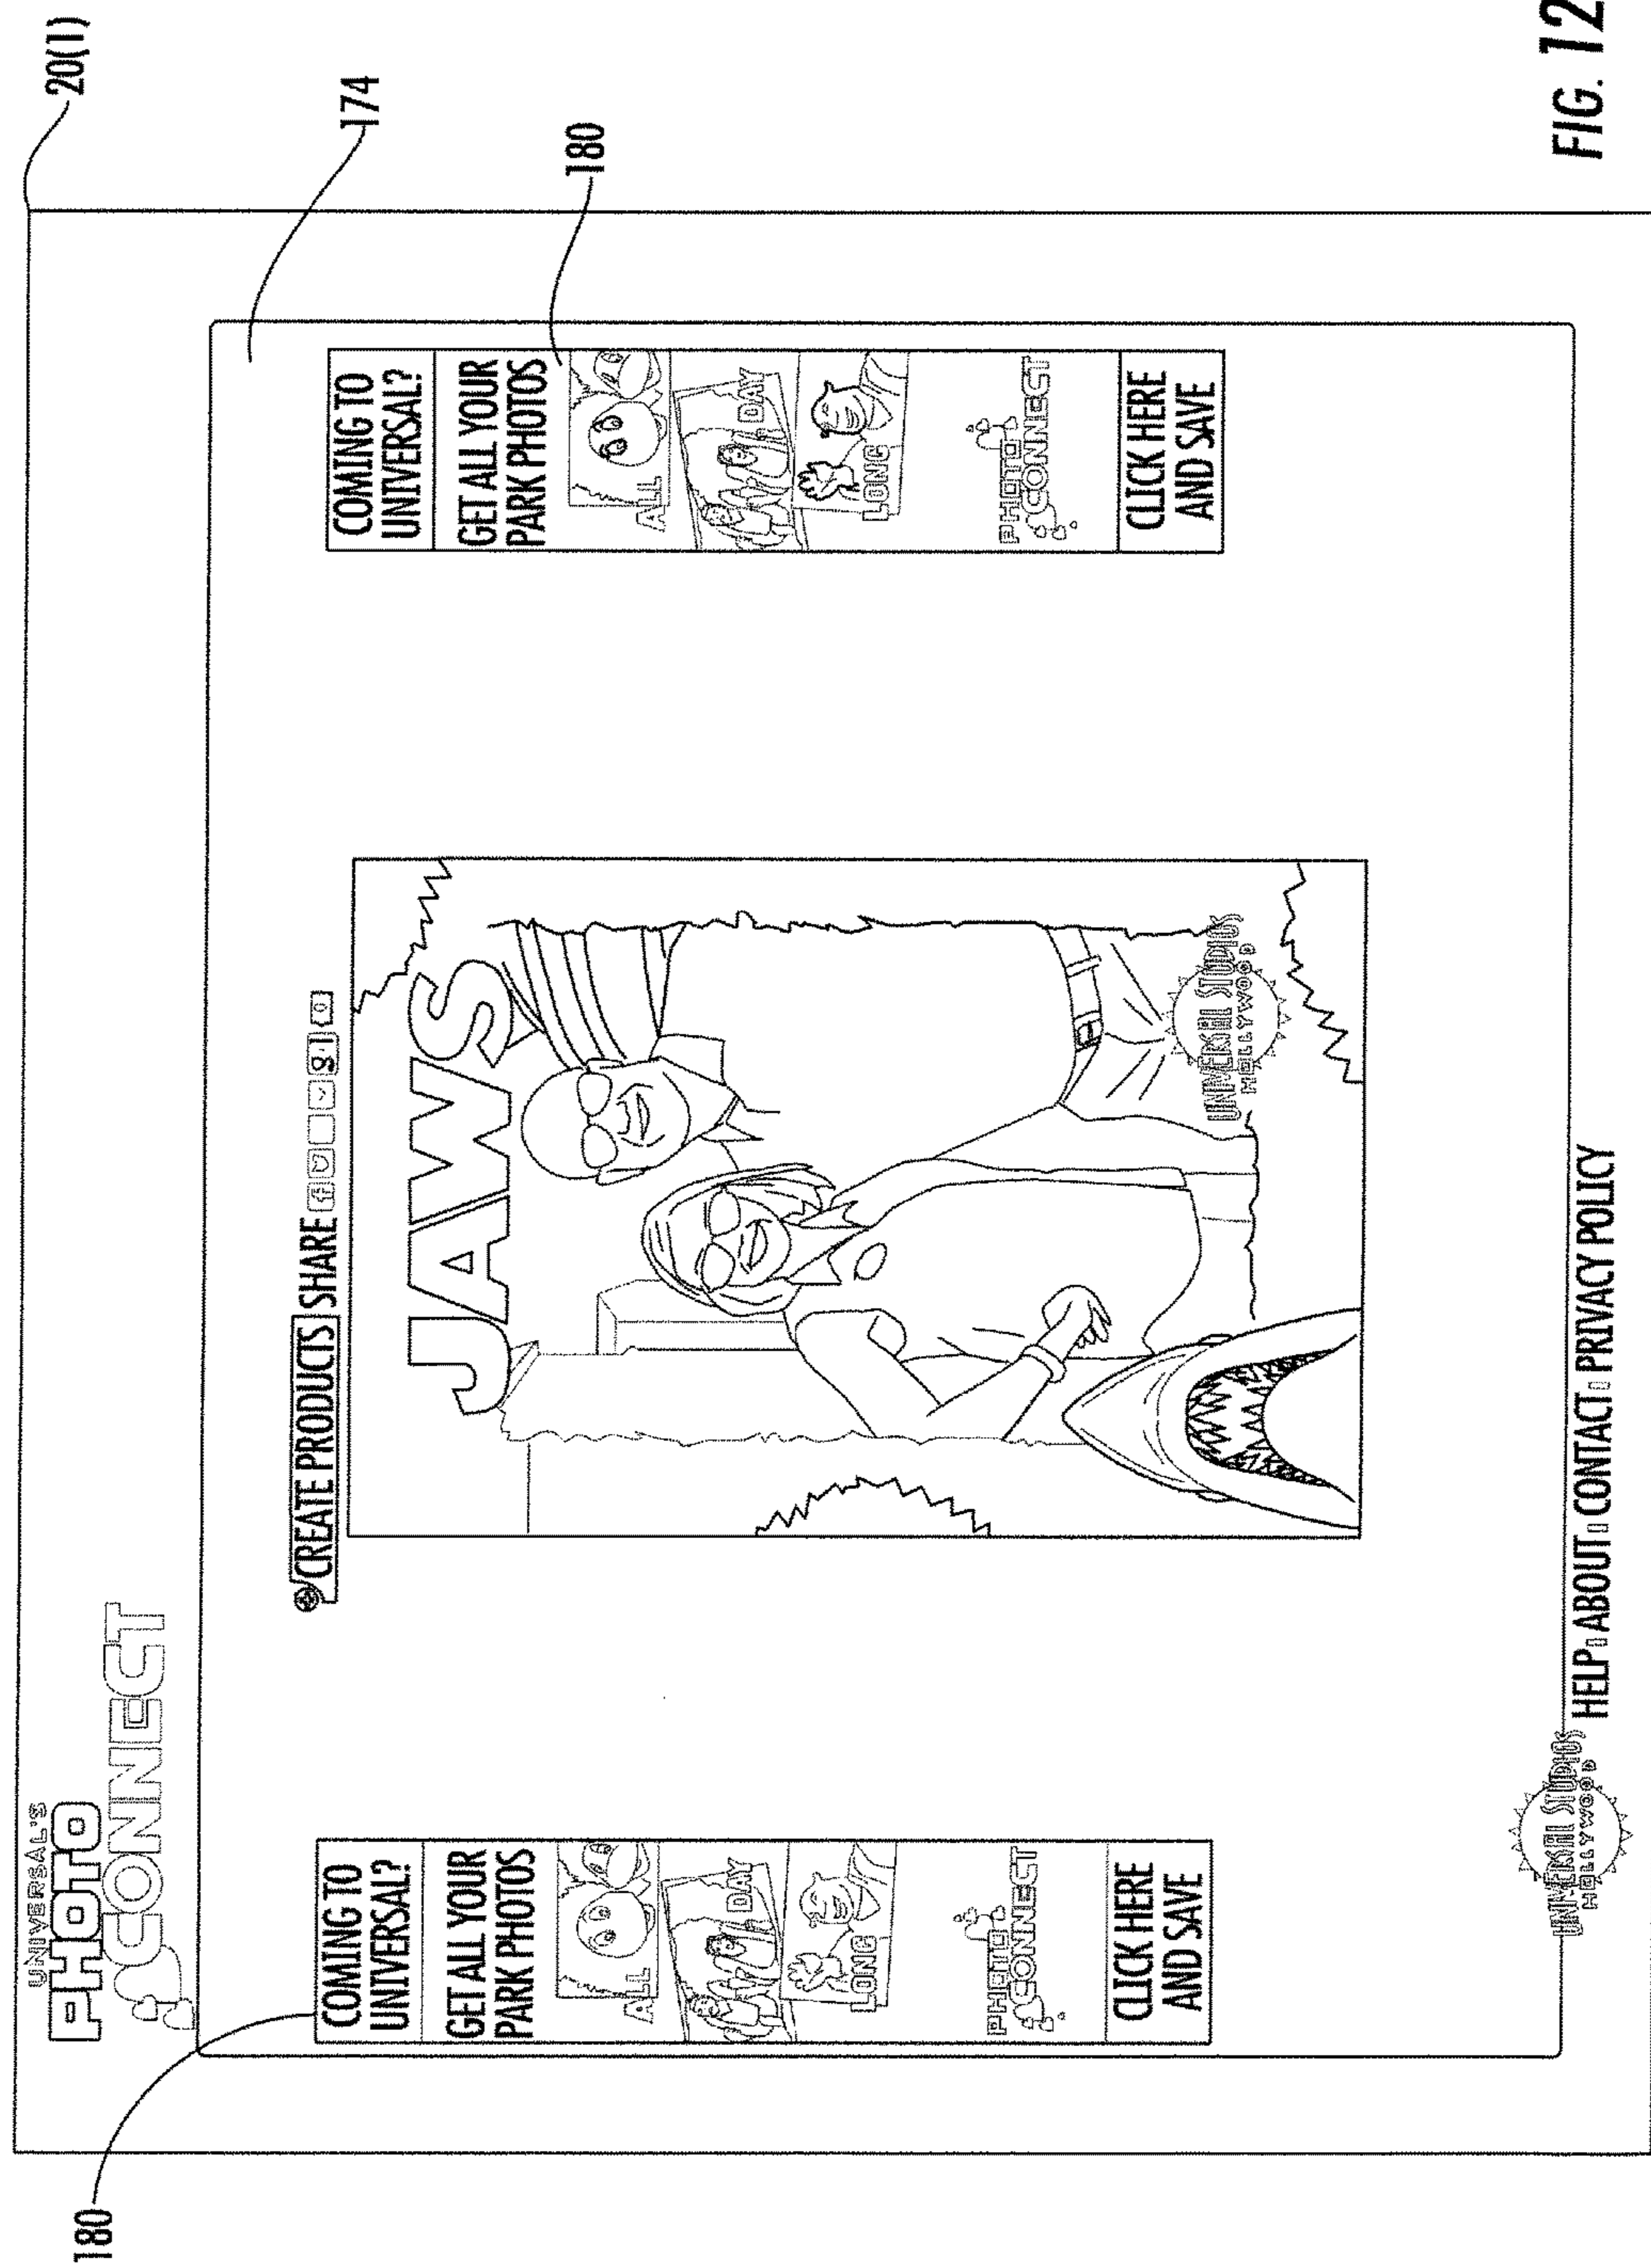 20(1)
174
180
180
UNIVERSAL'S
PHOTO
CONNECT
CREATE PRODUCTS SHARE
COMING TO
UNIVERSAL?
GET ALL YOUR
PARK PHOTOS
ALL
DAY
LONG
PHOTO
CONNECT
CLICK HERE
AND SAVE
JAWS
UNIVERSAL STUDIOS
HOLLYWOOD
COMING TO
UNIVERSAL?
GET ALL YOUR
PARK PHOTOS
ALL
DAY
LONG
PHOTO
CONNECT
CLICK HERE
AND SAVE
UNIVERSAL STUDIOS
HOLLYWOOD
HELP ABOUT CONTACT PRIVACY POLICY
FIG. 12